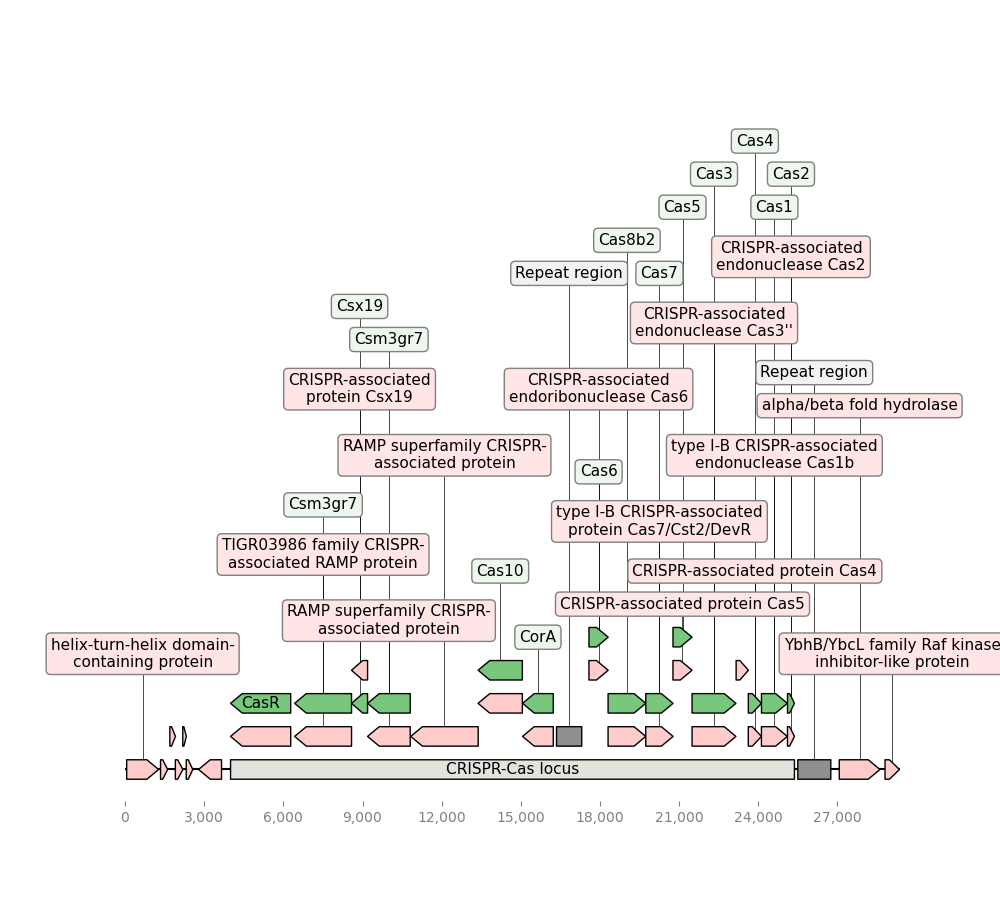 Cas4
Cas3
Cas2
Cas5
Cas1
Cas8b2
CRISPR-associated
endonuclease Cas2
Repeat region
Cas7
Csx19
CRISPR-associated
endonuclease Cas3''
Csm3gr7
Repeat region
CRISPR-associated
protein Csx19
CRISPR-associated
endoribonuclease Cas6
alpha/beta fold hydrolase
RAMP superfamily CRISPR-
associated protein
type I-B CRISPR-associated
endonuclease Cas1b
Cas6
Csm3gr7
type I-B CRISPR-associated
protein Cas7/Cst2/DevR
TIGR03986 family CRISPR-
associated RAMP protein
Cas10
CRISPR-associated protein Cas4
CRISPR-associated protein Cas5
RAMP superfamily CRISPR-
associated protein
CorA
helix-turn-helix domain-
containing protein
YbhB/YbcL family Raf kinase
inhibitor-like protein
CasR
CRISPR-Cas locus
0 3,000 6,000 9,000 12,000 15,000 18,000 21,000 24,000 27,000